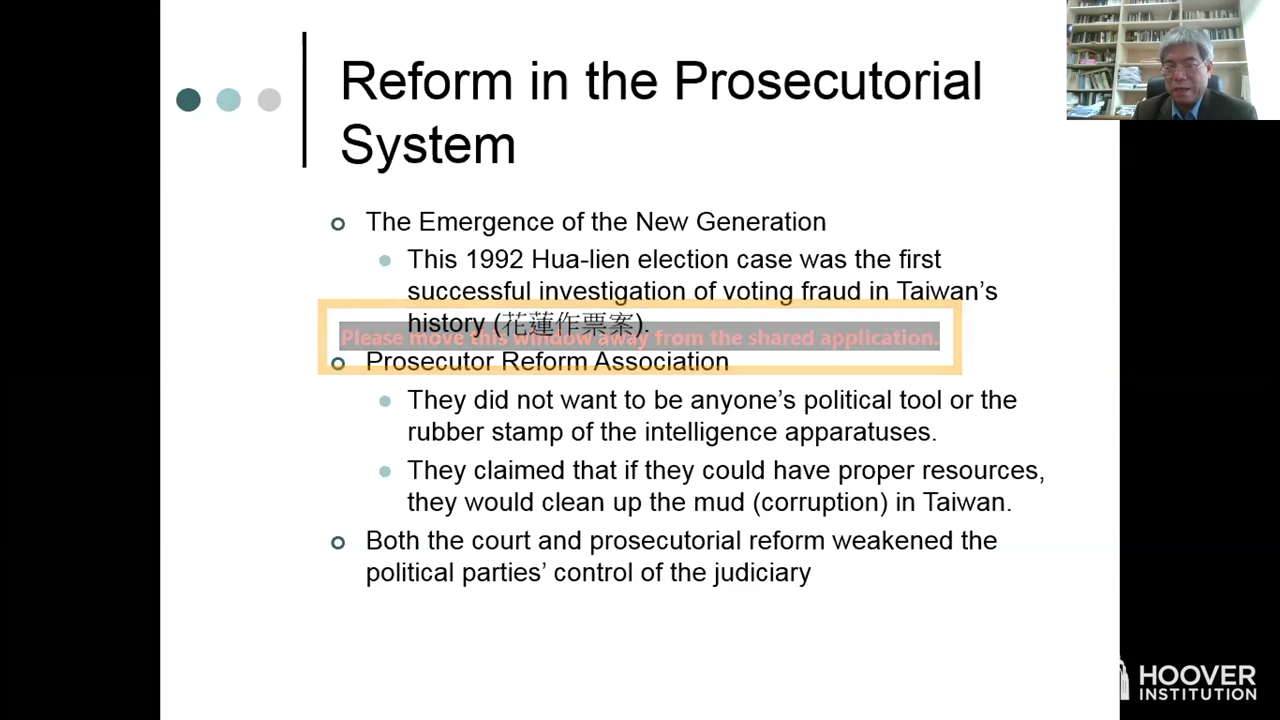 Reform in the Prosecutorial
System
The Emergence of the New Generation
This 1992 Hua-lien election case was the first
successful investigation of voting fraud in Taiwan's
history (花蓮作票案).
Please move this window away from the shared application.
Prosecutor Reform Association
They did not want to be anyone's political tool or the
rubber stamp of the intelligence apparatuses.
They claimed that if they could have proper resources,
they would clean up the mud (corruption) in Taiwan.
Both the court and prosecutorial reform weakened the
political parties' control of the judiciary
HOOVER
INSTITUTION